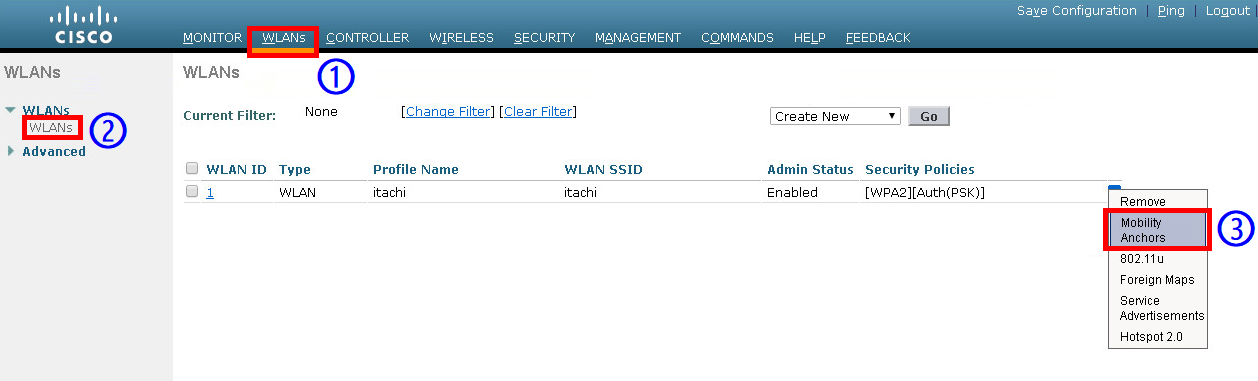 Save Configuration | Ping | Logout
CISCO
MONITOR WLANs CONTROLLER WIRELESS SECURITY MANAGEMENT COMMANDS HELP FEEDBACK
1
WLANs
WLANs
WLANs
WLANs
2
Advanced
Current Filter: None [Change Filter] [Clear Filter] Create New Go
WLAN ID Type Profile Name WLAN SSID Admin Status Security Policies
1 WLAN itachi itachi Enabled [WPA2][Auth(PSK)]
Remove
Mobility
Anchors
3
802.11u
Foreign Maps
Service
Advertisements
Hotspot 2.0